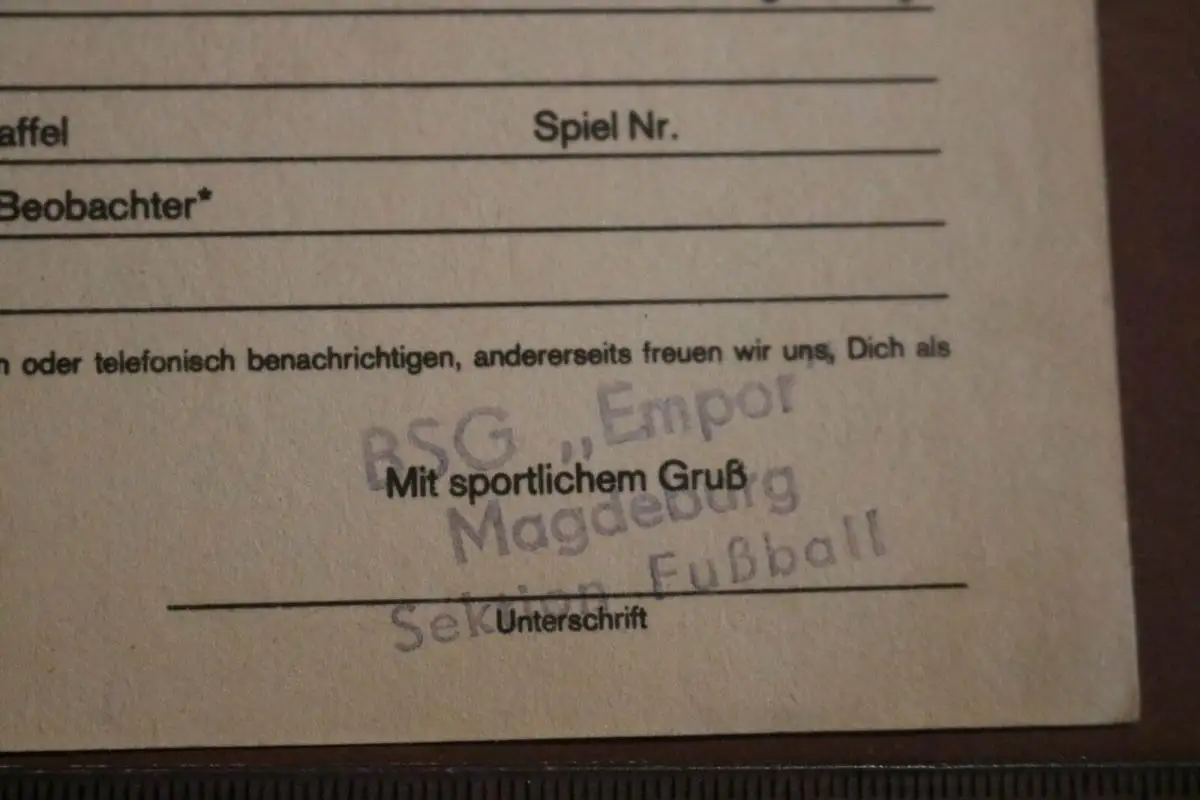 affel Spiel Nr.
Beobachter*
n oder telefonisch benachrichtigen, andererseits freuen wir uns, Dich als
BSG „Empor
Mit sportlichem Gruß
Magdeburg
Sektion Fußball
Unterschrift